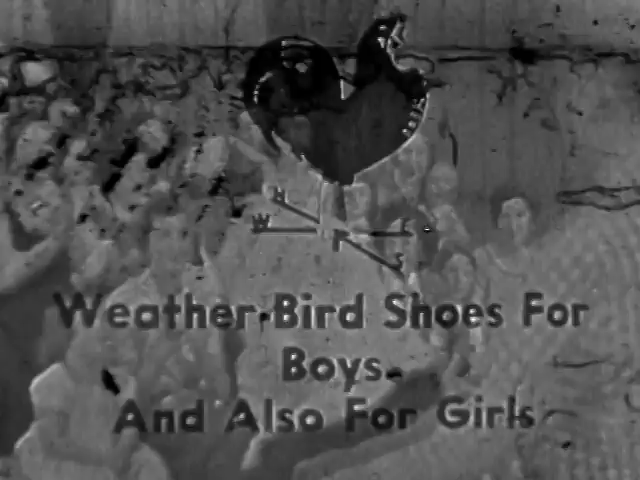 N
W E
S
Weather-Bird Shoes For
Boys
And Also For Girls